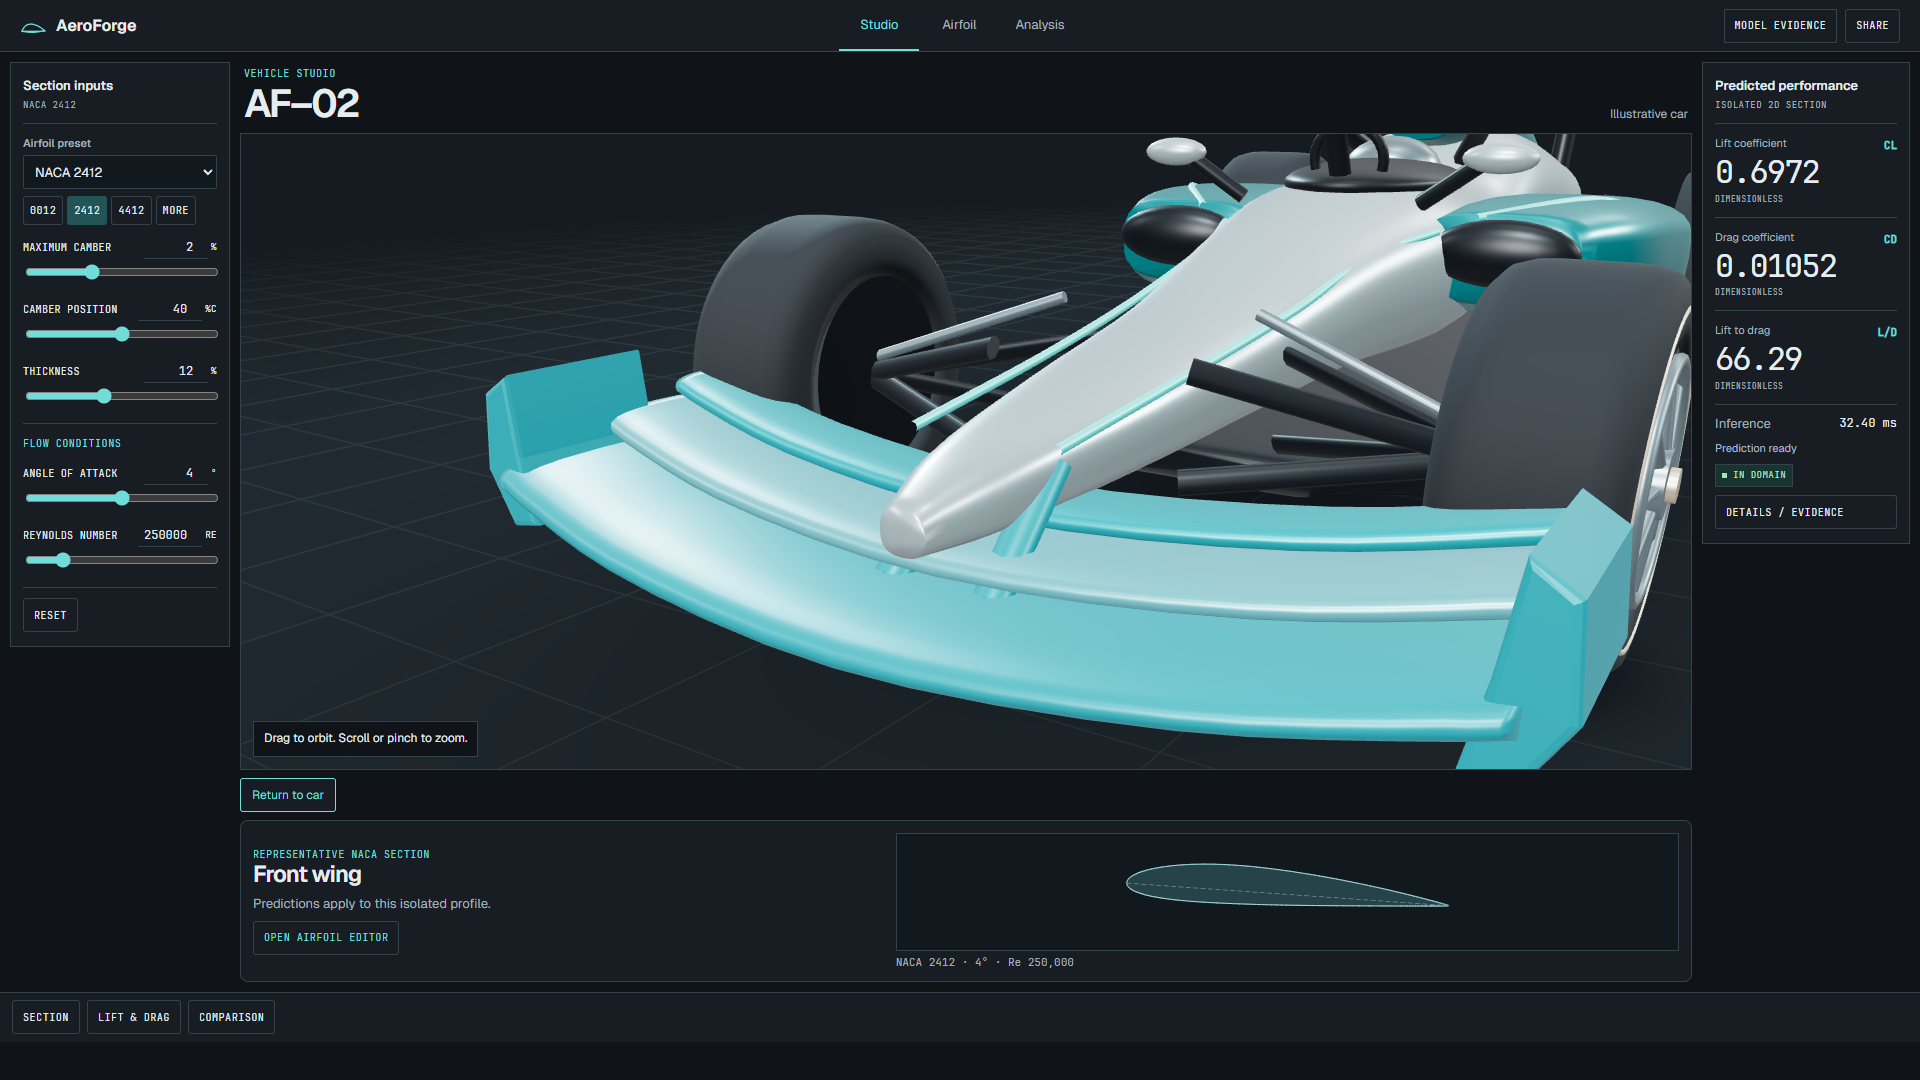 AeroForge
Studio
Airfoil
Analysis
MODEL EVIDENCE
SHARE
Section inputs
NACA 2412
Airfoil preset
NACA 2412
0012
2412
4412
MORE
MAXIMUM CAMBER 2 %
CAMBER POSITION 40 %C
THICKNESS 12 %
FLOW CONDITIONS
ANGLE OF ATTACK 4 °
REYNOLDS NUMBER 250000 RE
RESET
VEHICLE STUDIO
AF–02
Illustrative car
Drag to orbit. Scroll or pinch to zoom.
Return to car
REPRESENTATIVE NACA SECTION
Front wing
Predictions apply to this isolated profile.
OPEN AIRFOIL EDITOR
NACA 2412 · 4° · Re 250,000
Predicted performance
ISOLATED 2D SECTION
Lift coefficient CL
0.6972
DIMENSIONLESS
Drag coefficient CD
0.01052
DIMENSIONLESS
Lift to drag L/D
66.29
DIMENSIONLESS
Inference 32.40 ms
Prediction ready
IN DOMAIN
DETAILS / EVIDENCE
SECTION
LIFT & DRAG
COMPARISON